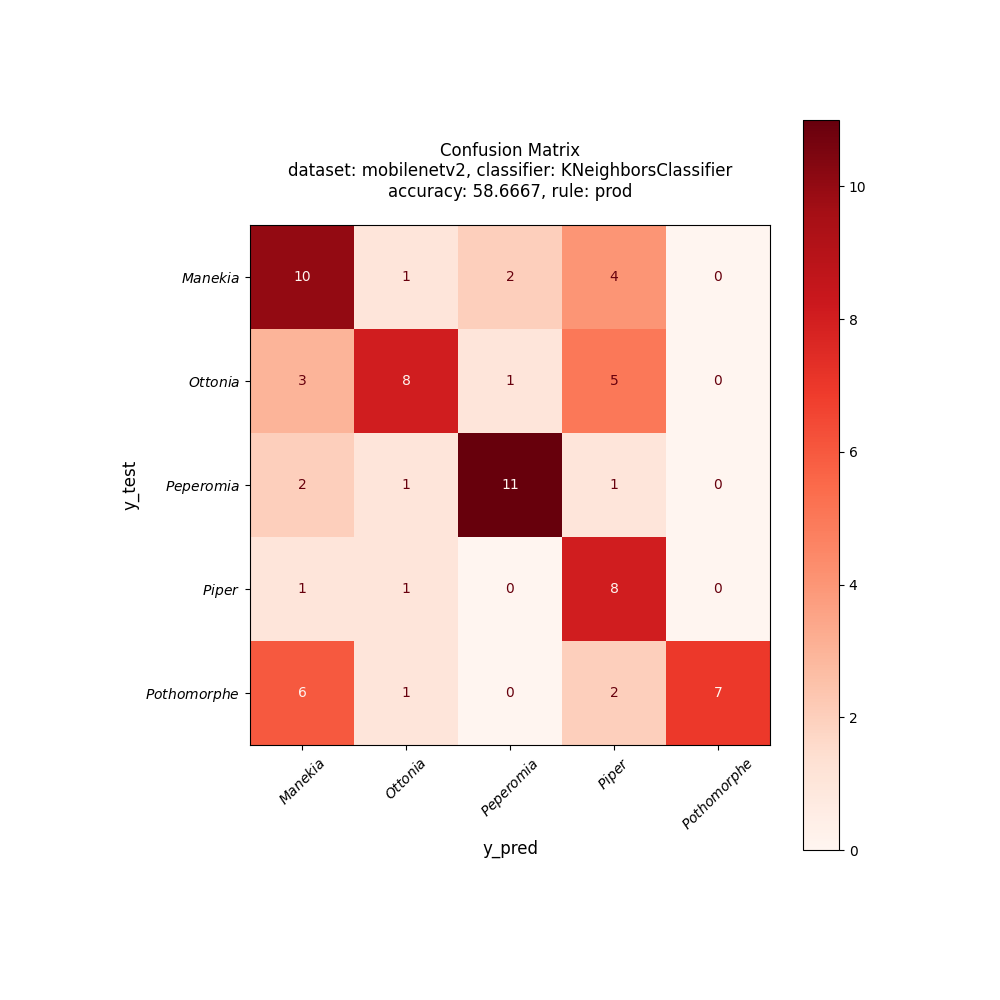 Confusion Matrix
dataset: mobilenetv2, classifier: KNeighborsClassifier
accuracy: 58.6667, rule: prod
Manekia 10 1 2 4 0
Ottonia 3 8 1 5 0
Peperomia 2 1 11 1 0
Piper 1 1 0 8 0
Pothomorphe 6 1 0 2 7
Manekia Ottonia Peperomia Piper Pothomorphe
y_pred
y_test
10
8
6
4
2
0